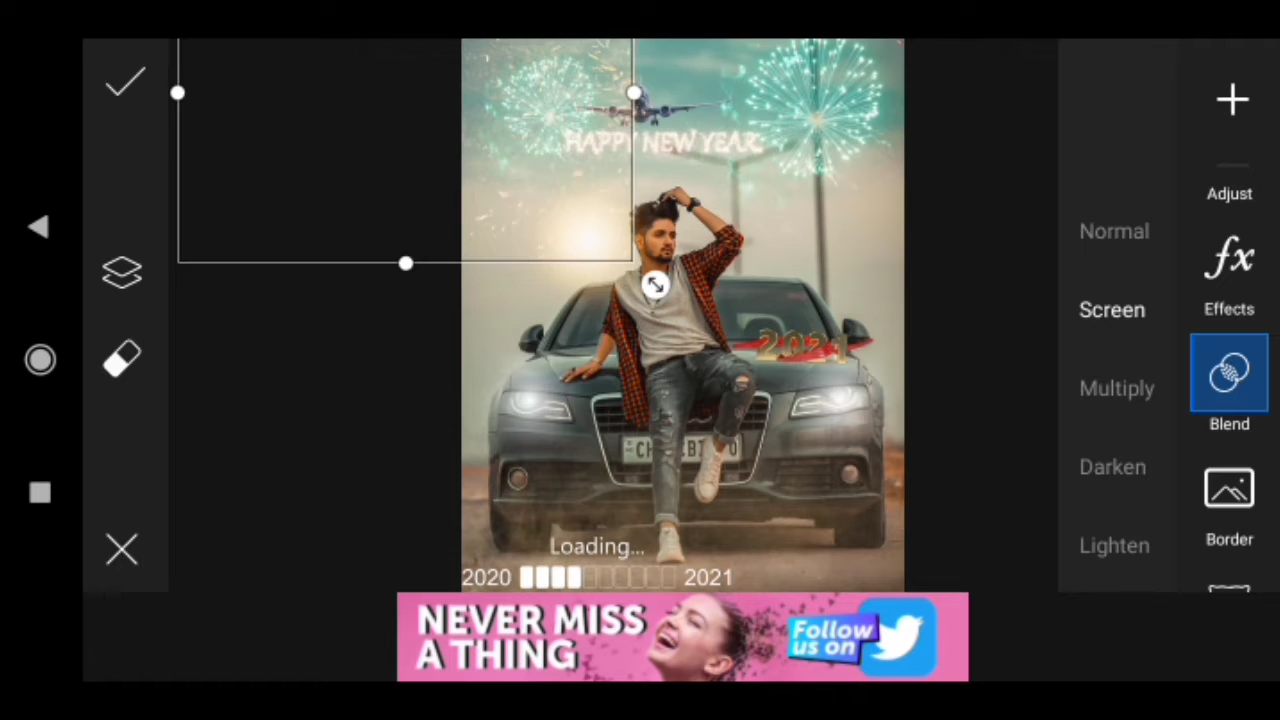 HAPPY NEW YEAR
2021
Loading...
2020
2021
NEVER MISS
A THING
Follow
us on
Normal
Screen
Multiply
Darken
Lighten
Adjust
fx
Effects
Blend
Border